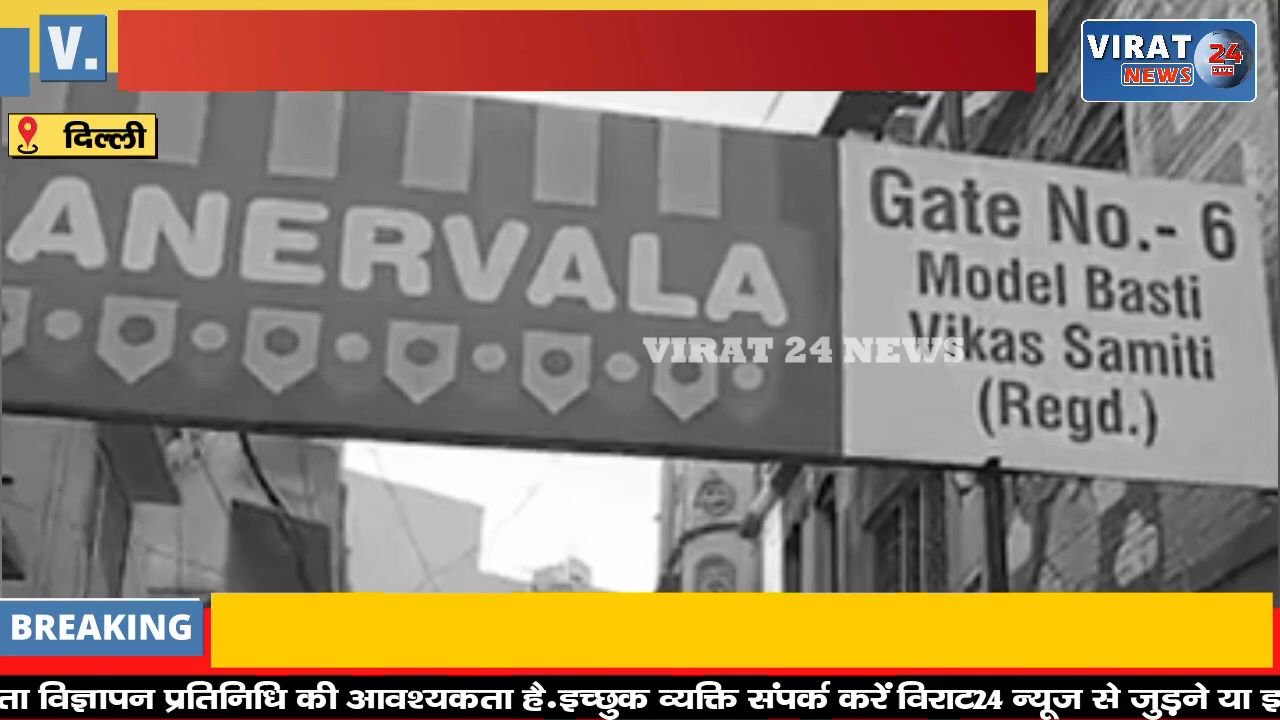 V.
VIRAT 24
NEWS LIVE
दिल्ली
ANERVALA
Gate No.- 6
Model Basti
Vikas Samiti
(Regd.)
VIRAT 24 NEWS
BREAKING
ता विज्ञापन प्रतिनिधि की आवश्यकता है.इच्छुक व्यक्ति संपर्क करें विराट24 न्यूज से जुड़ने या